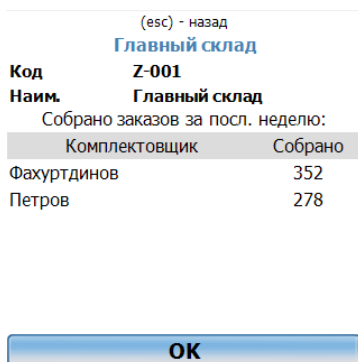 (esc) - назад
Главный склад
Код Z-001
Наим. Главный склад
Собрано заказов за посл. неделю:
Комплектовщик Собрано
Фахуртдинов 352
Петров 278
OK